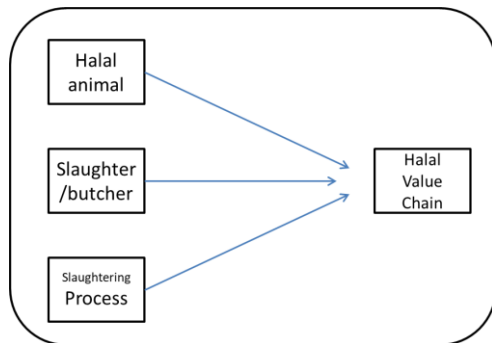 Halal
animal
Slaughter
/butcher
Slaughtering
Process
Halal
Value
Chain